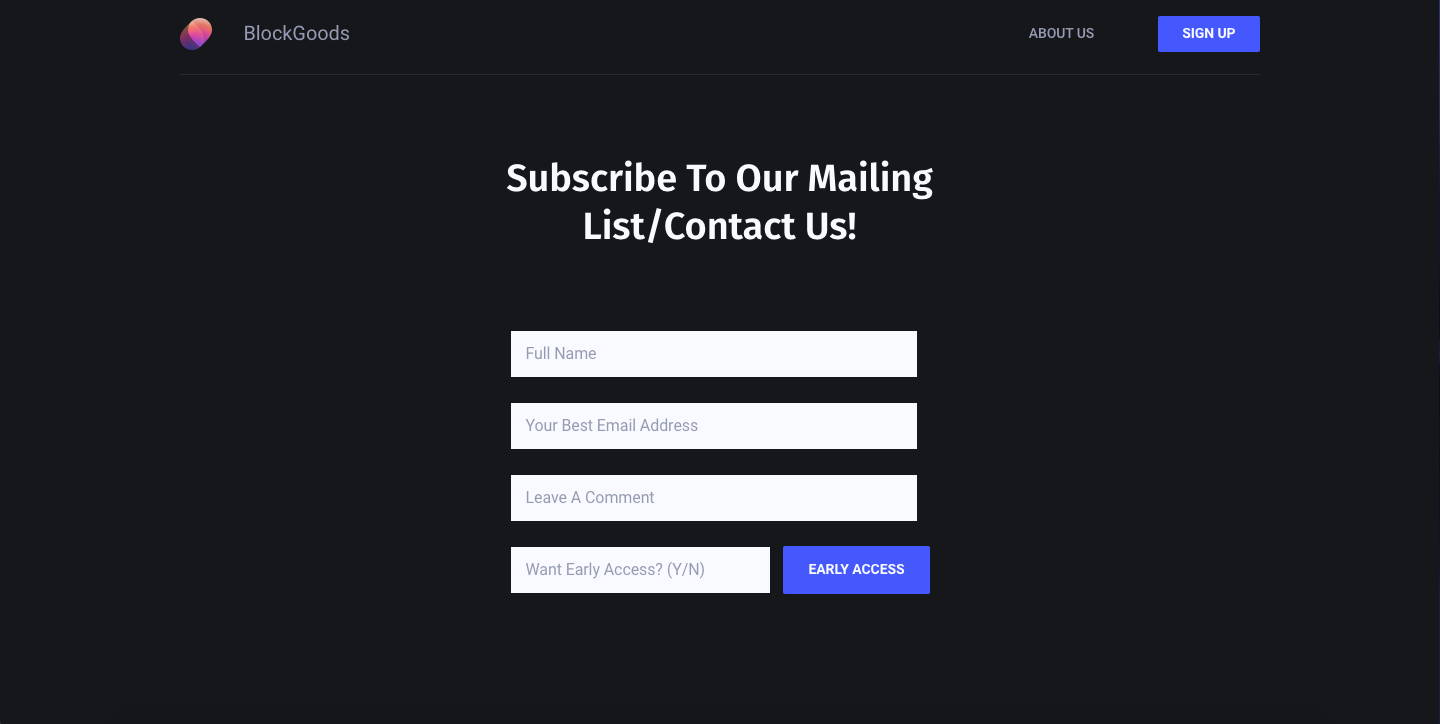 BlockGoods
ABOUT US
SIGN UP
Subscribe To Our Mailing
List/Contact Us!
Full Name
Your Best Email Address
Leave A Comment
Want Early Access? (Y/N)
EARLY ACCESS